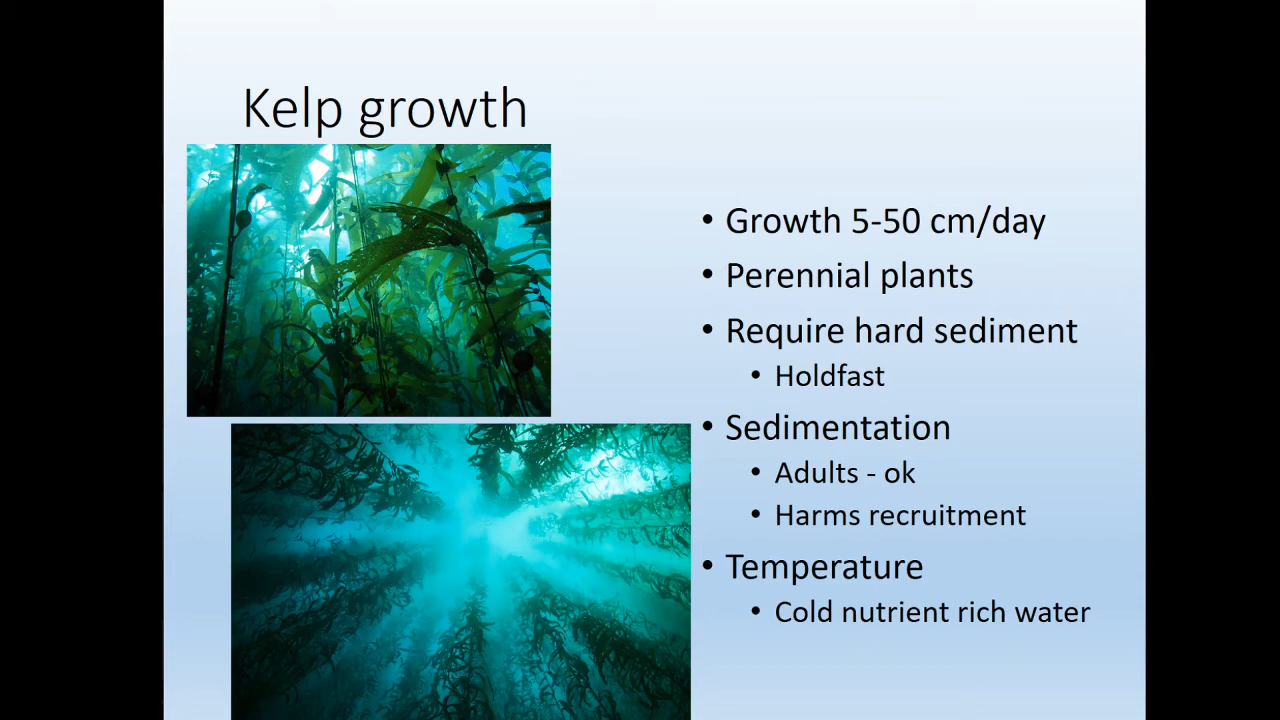 Kelp growth
• Growth 5-50 cm/day
• Perennial plants
• Require hard sediment
• Holdfast
• Sedimentation
• Adults - ok
• Harms recruitment
• Temperature
• Cold nutrient rich water